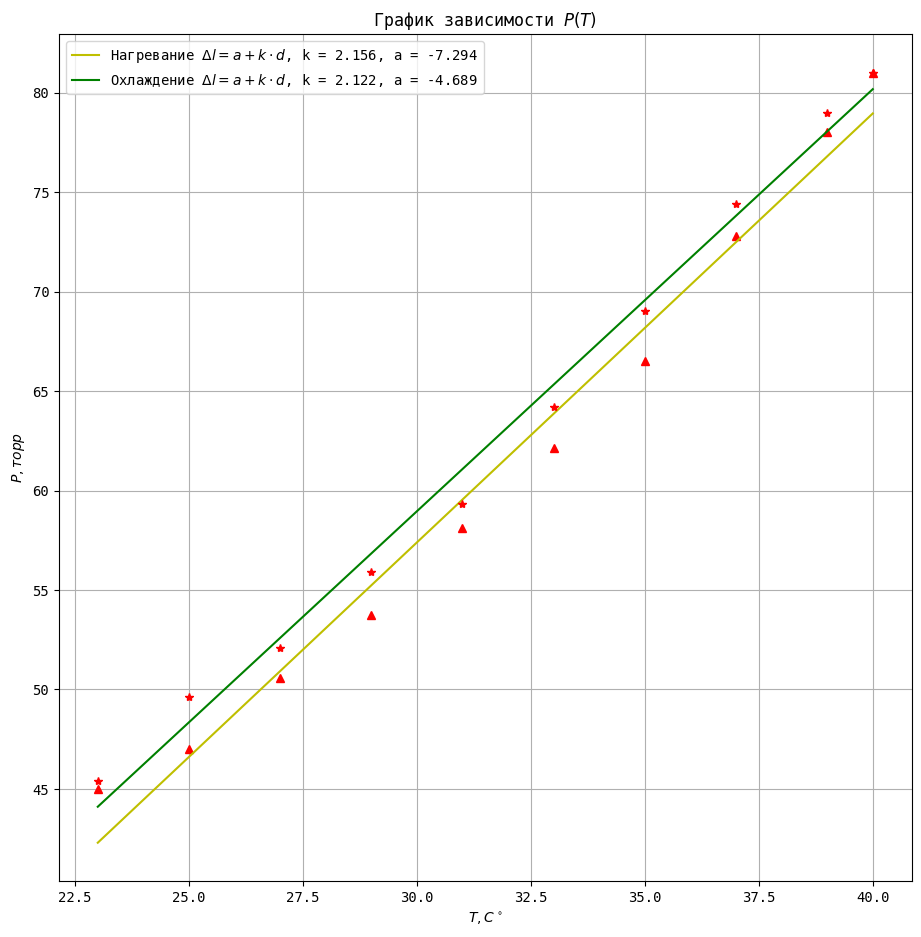 График зависимости P(T)
Нагревание Δl = a + k · d, k = 2.156, a = -7.294
Охлаждение Δl = a + k · d, k = 2.122, a = -4.689
80
75
70
65
60
55
50
45
P, торр
22.5 25.0 27.5 30.0 32.5 35.0 37.5 40.0
T, C°